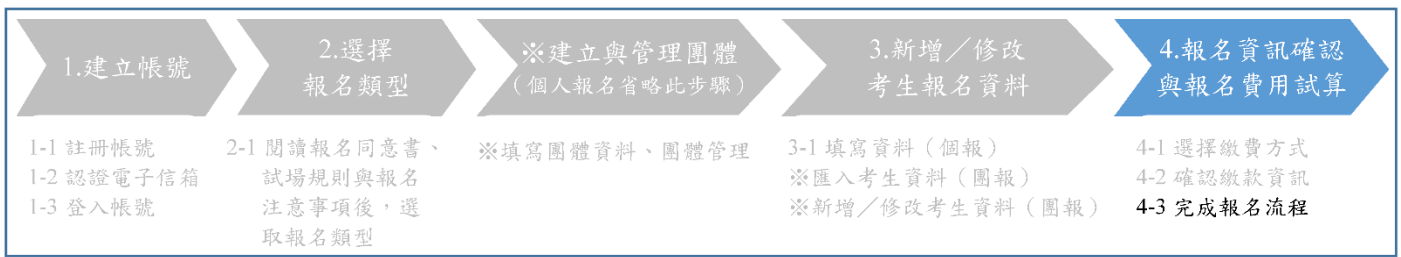 1.建立帳號
2.選擇
報名類型
※建立與管理團體
（個人報名省略此步驟）
3.新增／修改
考生報名資料
4.報名資訊確認
與報名費用試算
1-1 註冊帳號
1-2 認證電子信箱
1-3 登入帳號
2-1 閱讀報名同意書、
試場規則與報名
注意事項後，選
取報名類型
※填寫團體資料、團體管理
3-1 填寫資料（個報）
※匯入考生資料（團報）
※新增／修改考生資料（團報）
4-1 選擇繳費方式
4-2 確認繳款資訊
4-3 完成報名流程